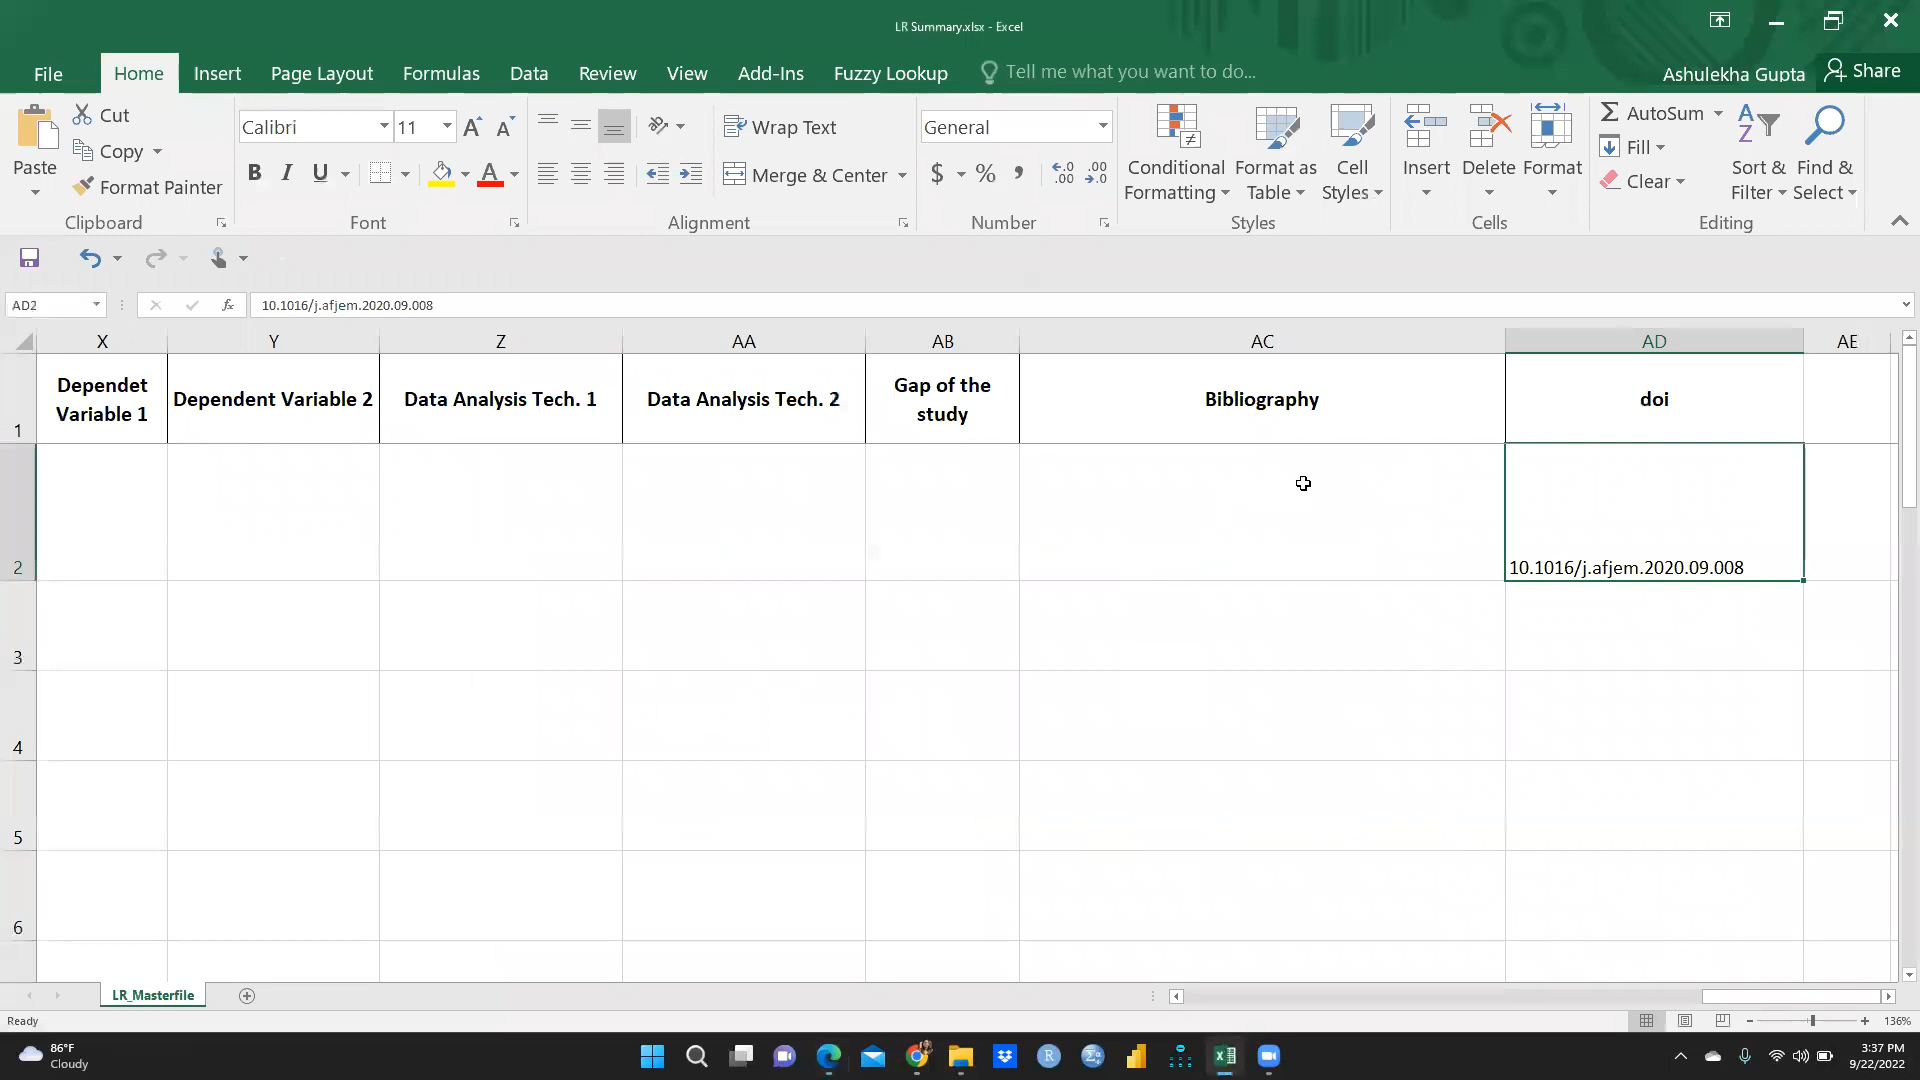 LR Summary.xlsx - Excel
File Home Insert Page Layout Formulas Data Review View Add-Ins Fuzzy Lookup Tell me what you want to do... Ashulekha Gupta Share
Paste
Cut
Copy
Format Painter
Clipboard
Calibri 11
B I U A
Font
Wrap Text
Merge & Center
Alignment
General
$ % , .00 .00
Number
Conditional
Formatting
Format as
Table
Cell
Styles
Styles
Insert Delete Format
Cells
AutoSum
Fill
Clear
Sort &
Filter
Find &
Select
Editing
AD2 fx 10.1016/j.afjem.2020.09.008
X Y Z AA AB AC AD AE
1
Dependet
Variable 1
Dependent Variable 2
Data Analysis Tech. 1
Data Analysis Tech. 2
Gap of the
study
Bibliography
doi
2 10.1016/j.afjem.2020.09.008
3
4
5
6
LR_Masterfile
Ready 136%
86°F
Cloudy
3:37 PM
9/22/2022